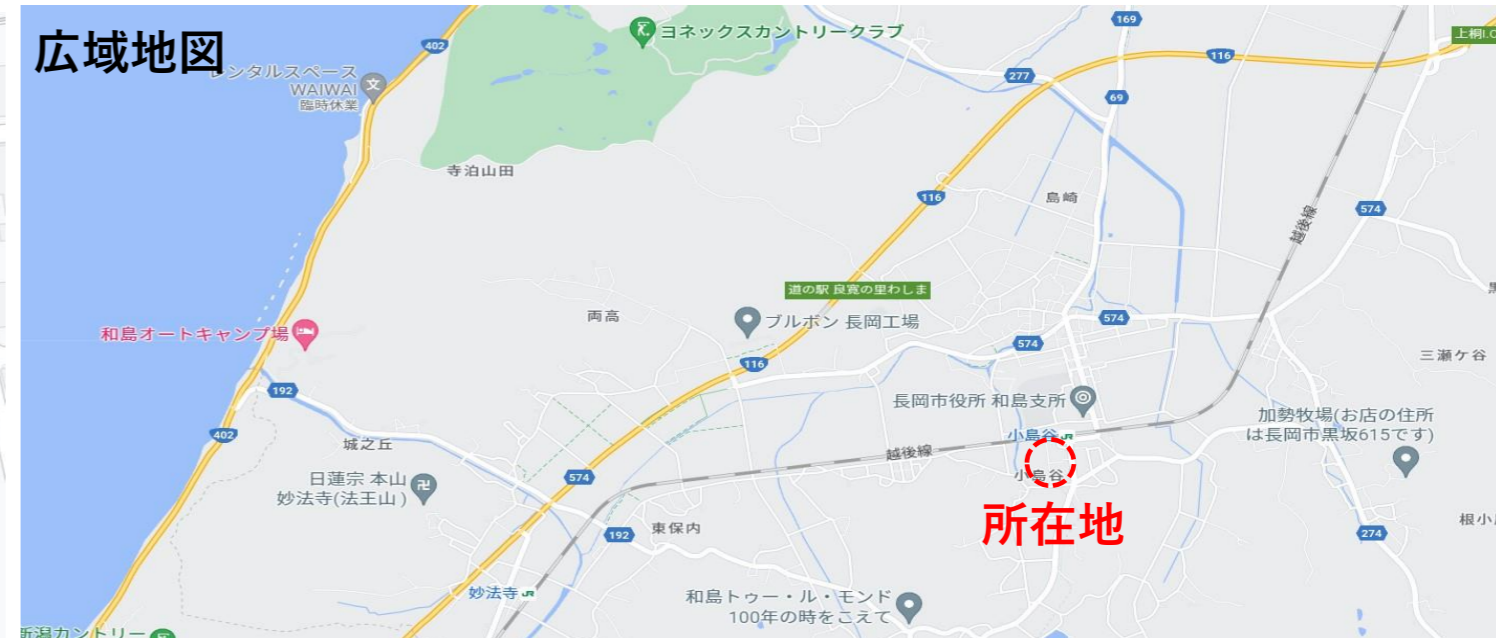 広域地図
402
ヨネックスカントリークラブ
169
上桐I.C
レンタルスペース
WAIWAI
臨時休業
116
277
69
寺泊山田
116
島崎
574
越後線
道の駅 良寛の里わしま
両高
ブルボン 長岡工場
574
和島オートキャンプ場
574
116
三瀬ケ谷
192
長岡市役所 和島支所
加勢牧場(お店の住所
は長岡市黒坂615です)
402
城之丘
小島谷
JR
越後線
日蓮宗 本山
妙法寺(法王山)
574
小島谷
所在地
東保内
192
274
根小
妙法寺
JR
和島トゥー・ル・モンド
100年の時をこえて
新潟カントリー